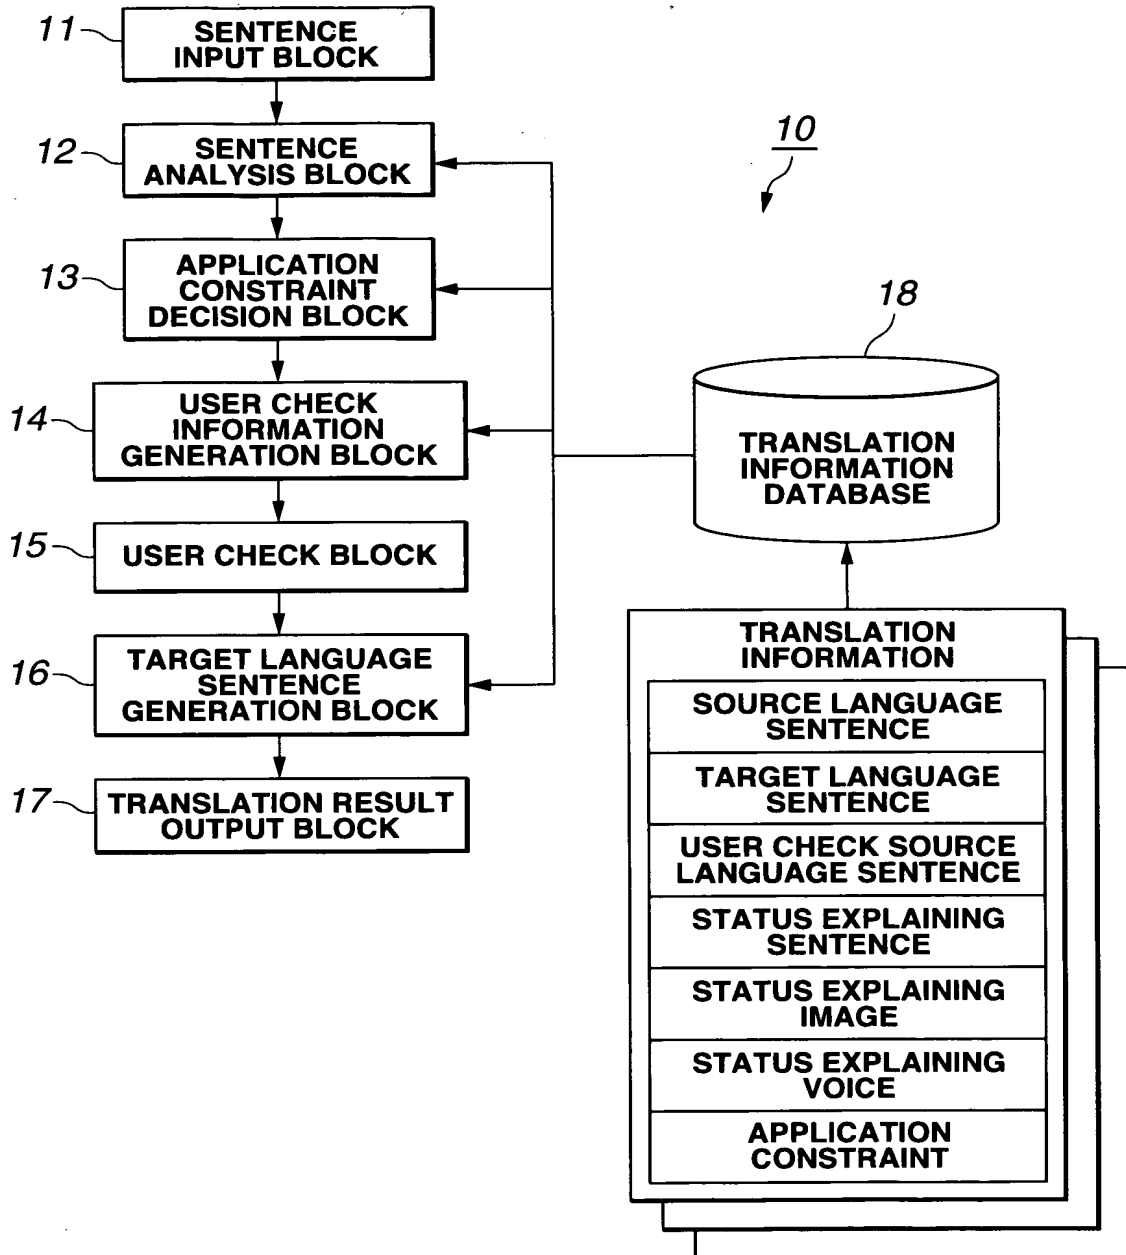 11
SENTENCE
INPUT BLOCK
12
SENTENCE
ANALYSIS BLOCK
10
13
APPLICATION
CONSTRAINT
DECISION BLOCK
18
14
USER CHECK
INFORMATION
GENERATION BLOCK
TRANSLATION
INFORMATION
DATABASE
15
USER CHECK BLOCK
16
TARGET LANGUAGE
SENTENCE
GENERATION BLOCK
17
TRANSLATION RESULT
OUTPUT BLOCK
TRANSLATION
INFORMATION
SOURCE LANGUAGE
SENTENCE
TARGET LANGUAGE
SENTENCE
USER CHECK SOURCE
LANGUAGE SENTENCE
STATUS EXPLAINING
SENTENCE
STATUS EXPLAINING
IMAGE
STATUS EXPLAINING
VOICE
APPLICATION
CONSTRAINT